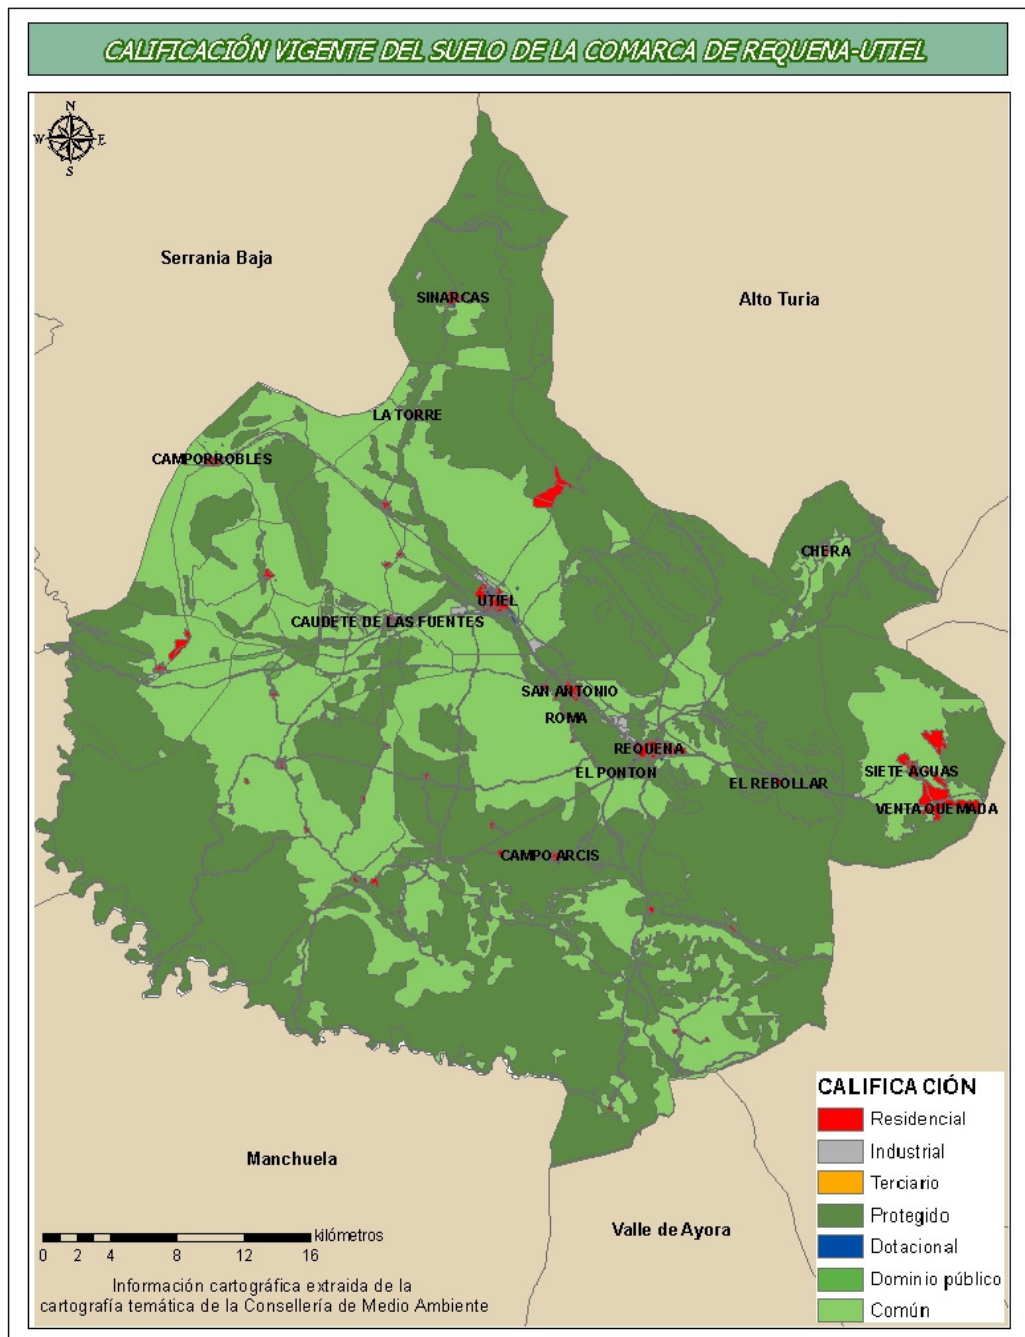 CALIFICACIÓN VIGENTE DEL SUELO DE LA COMARCA DE REQUENA-UTIEL
N
W E
S
Serrania Baja
Alto Turia
SINARCAS
LA TORRE
CAMPORROBLES
CHERA
UTIEL
CAUDETE DE LAS FUENTES
SAN ANTONIO
ROMA
REQUENA
EL PONTON
EL REBOLLAR
SIETE AGUAS
VENTA QUEMADA
CAMPO ARCIS
Manchuela
Valle de Ayora
kilómetros
0 2 4 8 12 16
Información cartográfica extraida de la
cartografía temática de la Consellería de Medio Ambiente
CALIFICACIÓN
Residencial
Industrial
Terciario
Protegido
Dotacional
Dominio público
Común